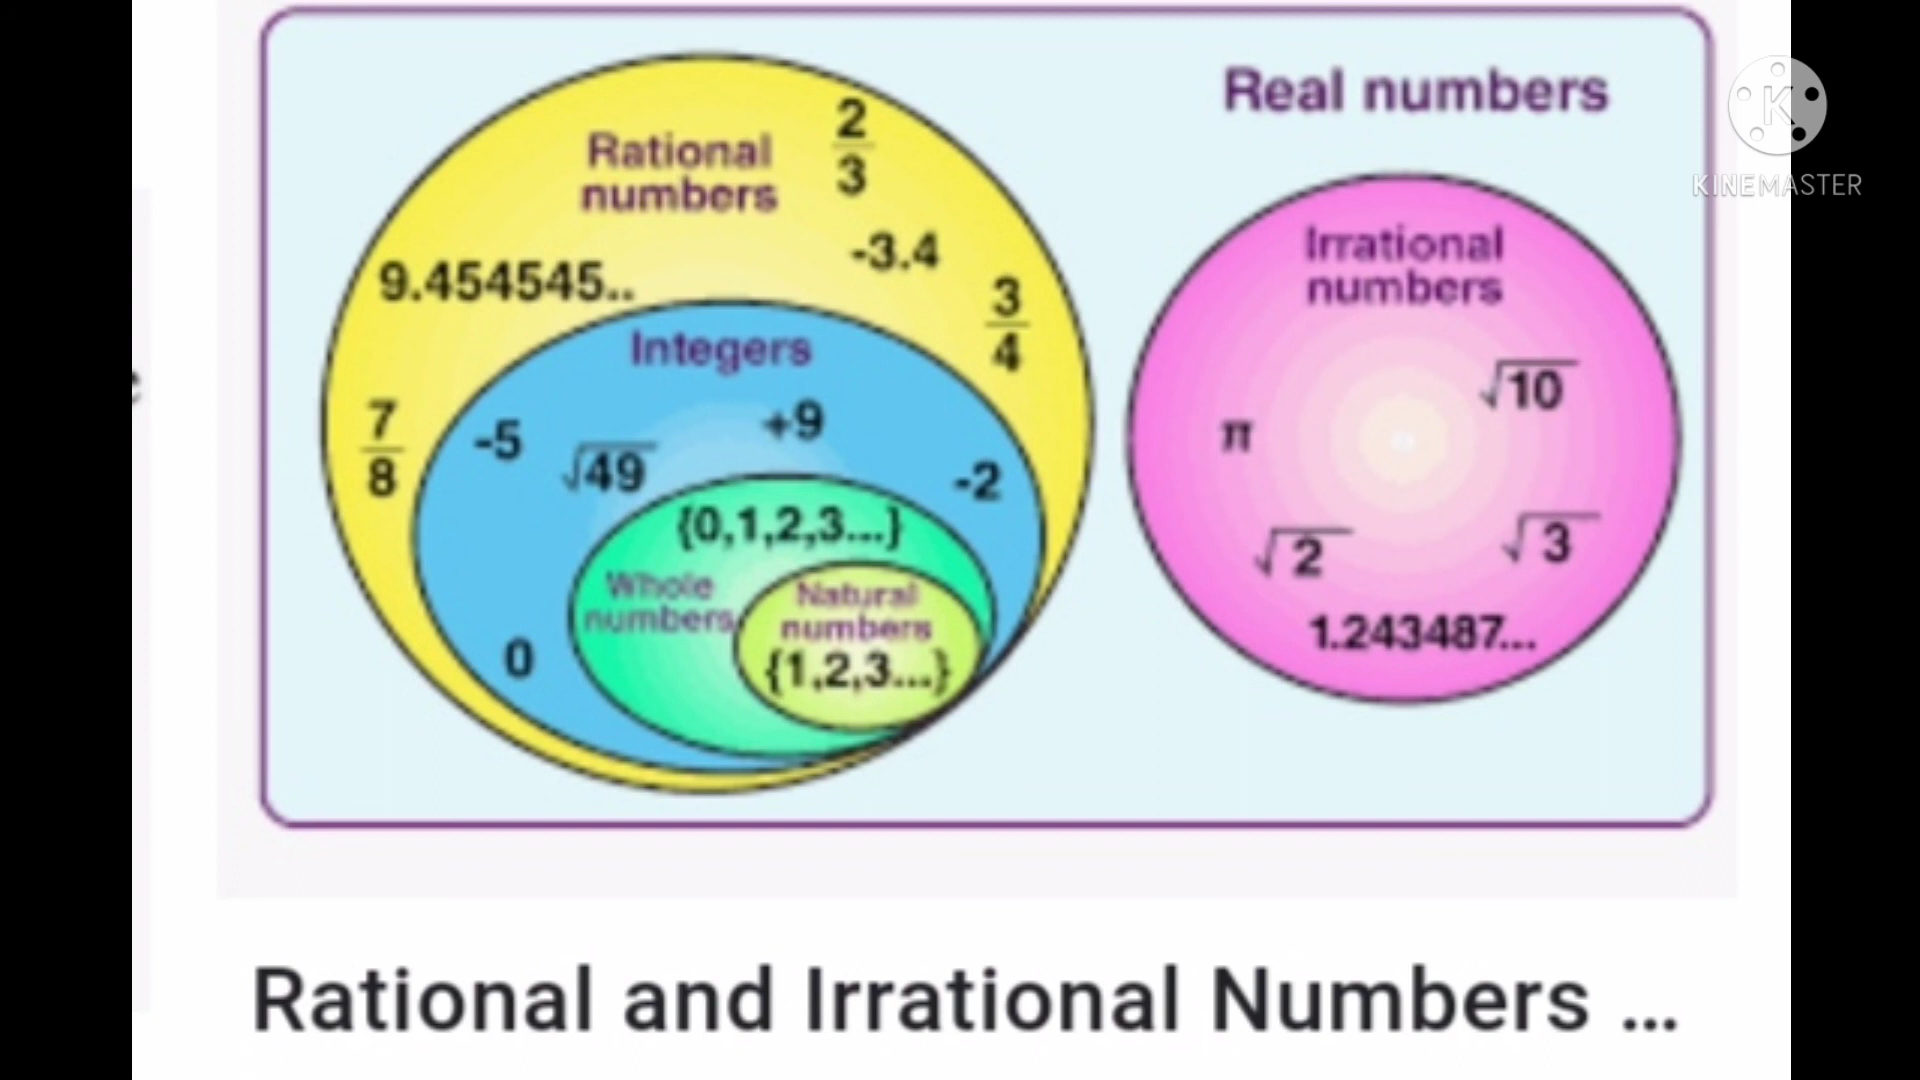 Real numbers
K
KINEMASTER
Rational
numbers
2
3
-3.4
9.454545..
3
4
7
8
Integers
-5
√49
+9
-2
0
{0,1,2,3...}
Whole
numbers
Natural
numbers
{1,2,3...}
Irrational
numbers
√10
π
√2
√3
1.243487...
Rational and Irrational Numbers ...